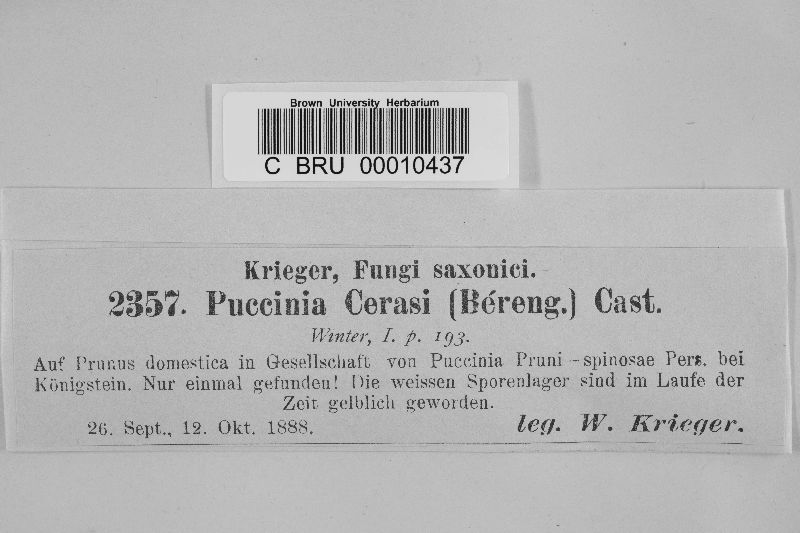 Brown University Herbarium
C BRU 00010437
Krieger, Fungi saxonici.
2357. Puccinia Cerasi (Béreng.) Cast.
Winter, I. p. 193.
Auf Prunus domestica in Gesellschaft von Puccinia Pruni-spinosae Pers. bei
Königstein. Nur einmal gefunden! Die weissen Sporenlager sind im Laufe der
Zeit gelblich geworden.
26. Sept., 12. Okt. 1888.
leg. W. Krieger.